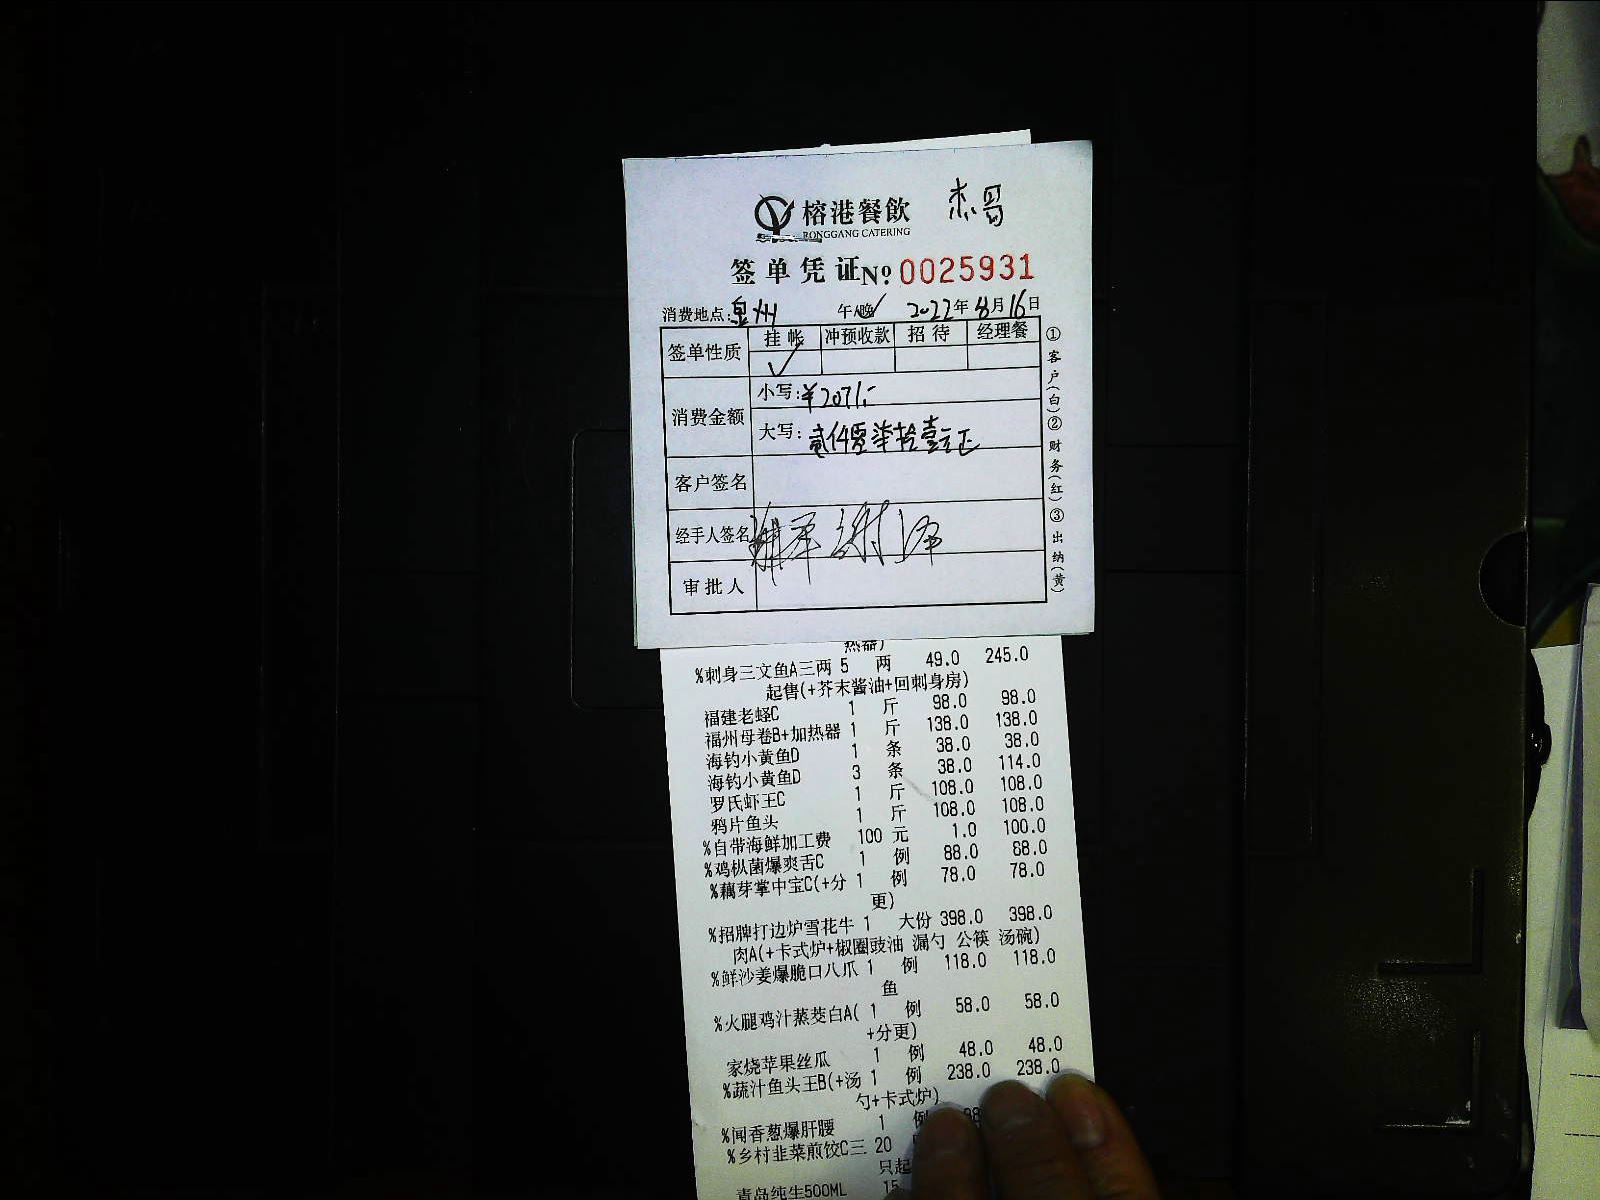 榕港餐飲 杰哥
RONGGANG CATERING
签单凭证 No 0025931
消费地点: 泉州 午/晚✓ 2022年8月16日
签单性质 挂帐 冲预收款 招待 经理餐
✓
消费金额 小写:¥2071.-
大写:贰仟零柒拾壹元正
客户签名
经手人签名
审批人
①客户(白)②财务(红)③出纳(黄)
热器)
%刺身三文鱼A三两 5 两 49.0 245.0
起售(+芥末酱油+回刺身房)
福建老蛏C 1 斤 98.0 98.0
福州母卷B+加热器 1 斤 138.0 138.0
海钓小黄鱼D 1 条 38.0 38.0
海钓小黄鱼D 3 条 38.0 114.0
罗氏虾王C 1 斤 108.0 108.0
鸦片鱼头 1 斤 108.0 108.0
%自带海鲜加工费 100 元 1.0 100.0
%鸡枞菌爆爽舌C 1 例 88.0 88.0
%藕芽掌中宝C(+分 1 例 78.0 78.0
更)
%招牌打边炉雪花牛 1 大份 398.0 398.0
肉A(+卡式炉+椒圈豉油 漏勺 公筷 汤碗)
%鲜沙姜爆脆口八爪 1 例 118.0 118.0
鱼
%火腿鸡汁蒸茭白A( 1 例 58.0 58.0
+分更)
家烧苹果丝瓜 1 例 48.0 48.0
%蔬汁鱼头王B(+汤 1 例 238.0 238.0
勺+卡式炉)
%闻香葱爆肝腰 1 例
%乡村韭菜煎饺C三 20
只起
青岛纯生500ML 15